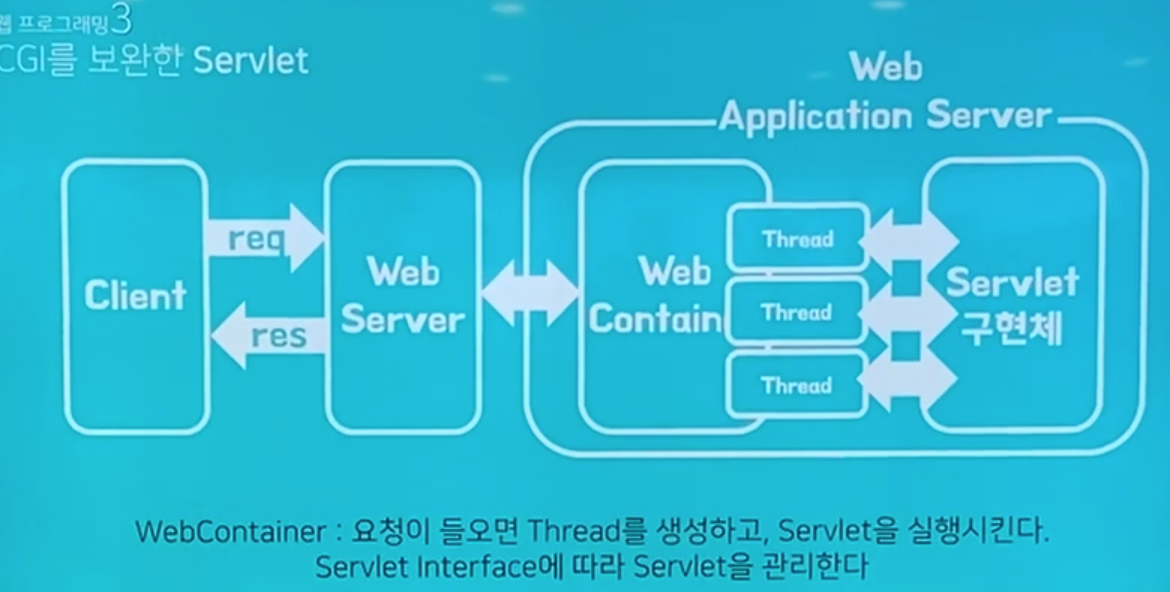 웹 프로그래밍3
CGI를 보완한 Servlet
Web
Application Server
Client
req
res
Web
Server
Web
Contain
Thread
Thread
Thread
Servlet
구현체
WebContainer : 요청이 들어오면 Thread를 생성하고, Servlet을 실행시킨다.
Servlet Interface에 따라 Servlet을 관리한다